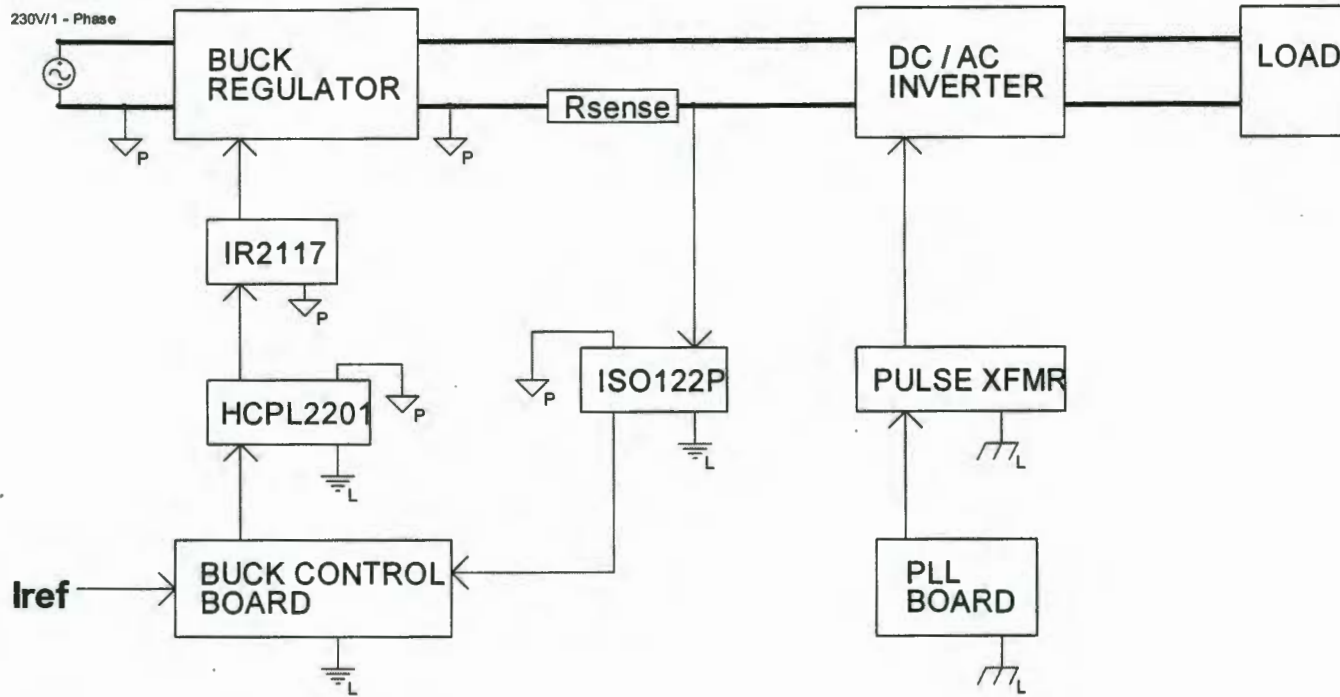 230V/1 - Phase
BUCK
REGULATOR
Rsense
DC / AC
INVERTER
LOAD
P
P
IR2117
P
HCPL2201
P
L
P
ISO122P
L
PULSE XFMR
L
Iref
BUCK CONTROL
BOARD
L
PLL
BOARD
L